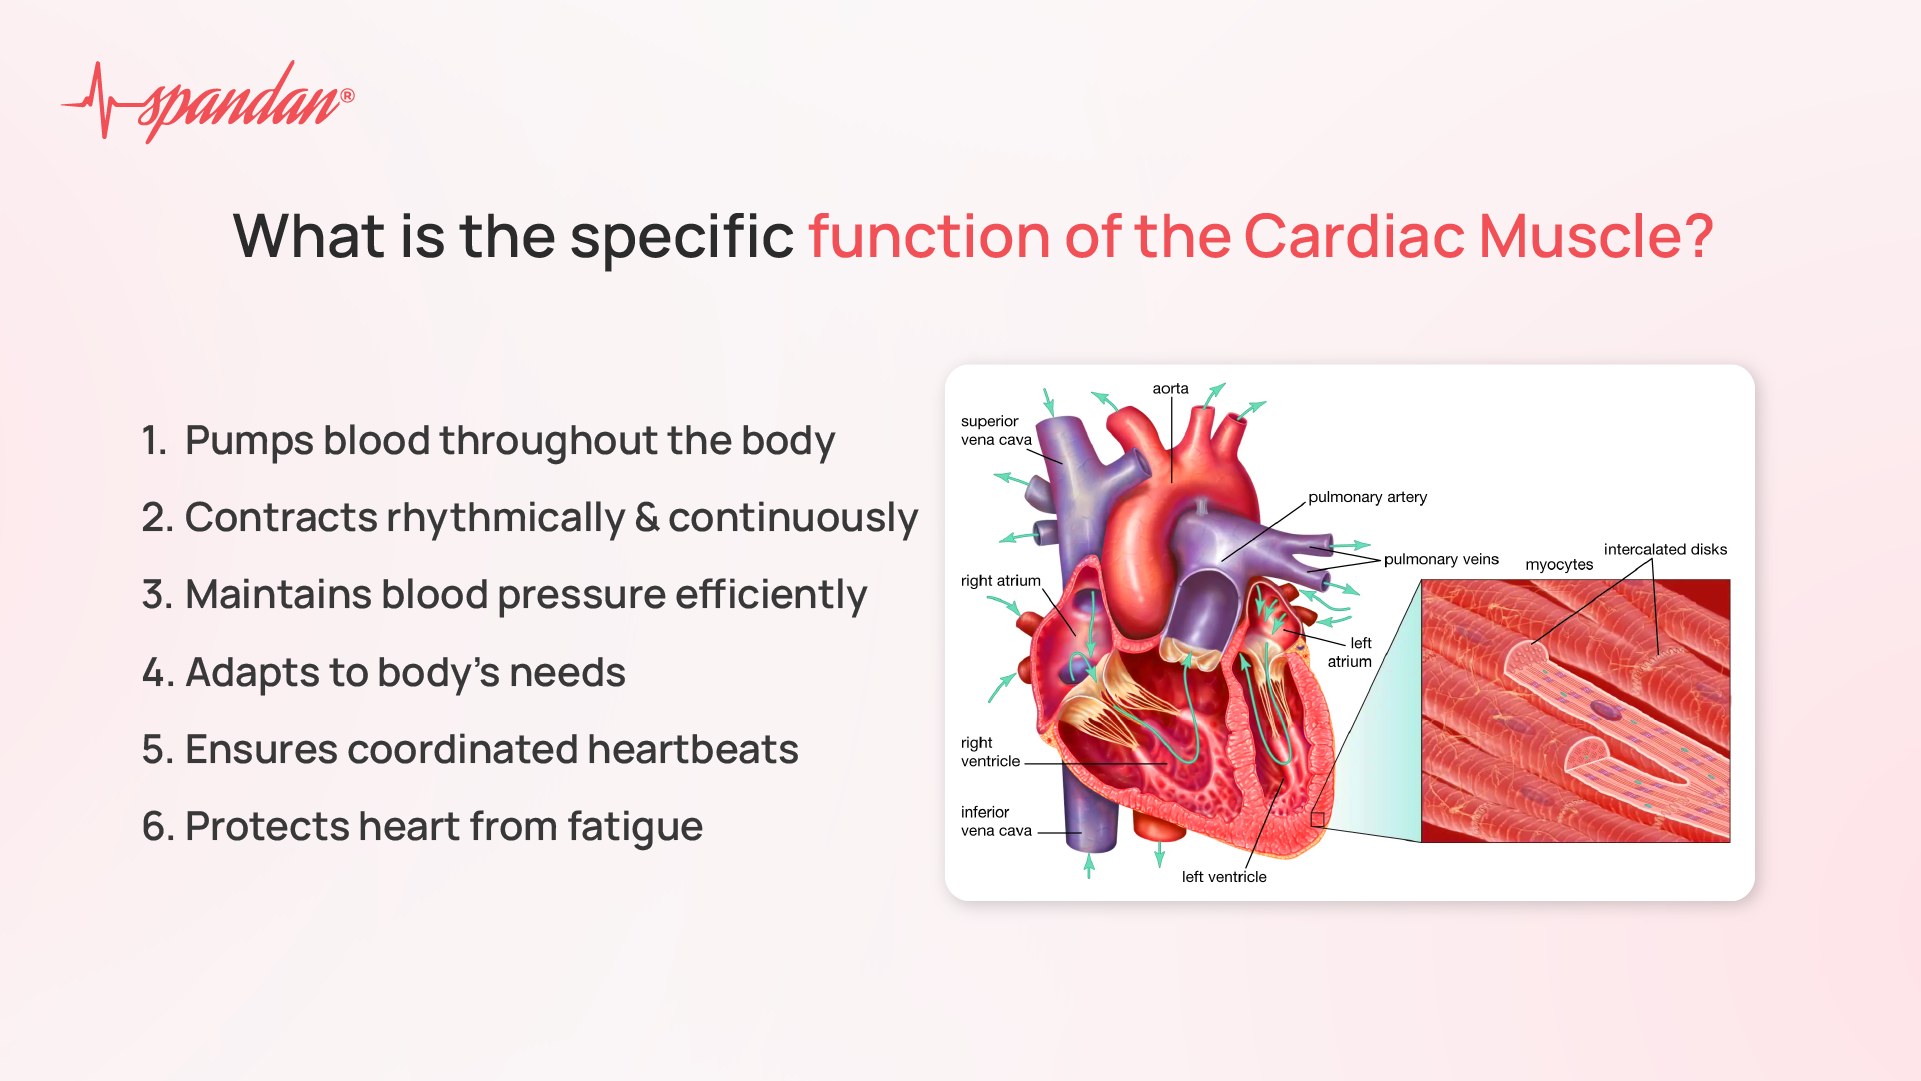 spandan®
What is the specific function of the Cardiac Muscle?
1. Pumps blood throughout the body
2. Contracts rhythmically & continuously
3. Maintains blood pressure efficiently
4. Adapts to body's needs
5. Ensures coordinated heartbeats
6. Protects heart from fatigue
aorta
superior
vena cava
pulmonary artery
pulmonary veins
intercalated disks
myocytes
right atrium
left
atrium
right
ventricle
inferior
vena cava
left ventricle